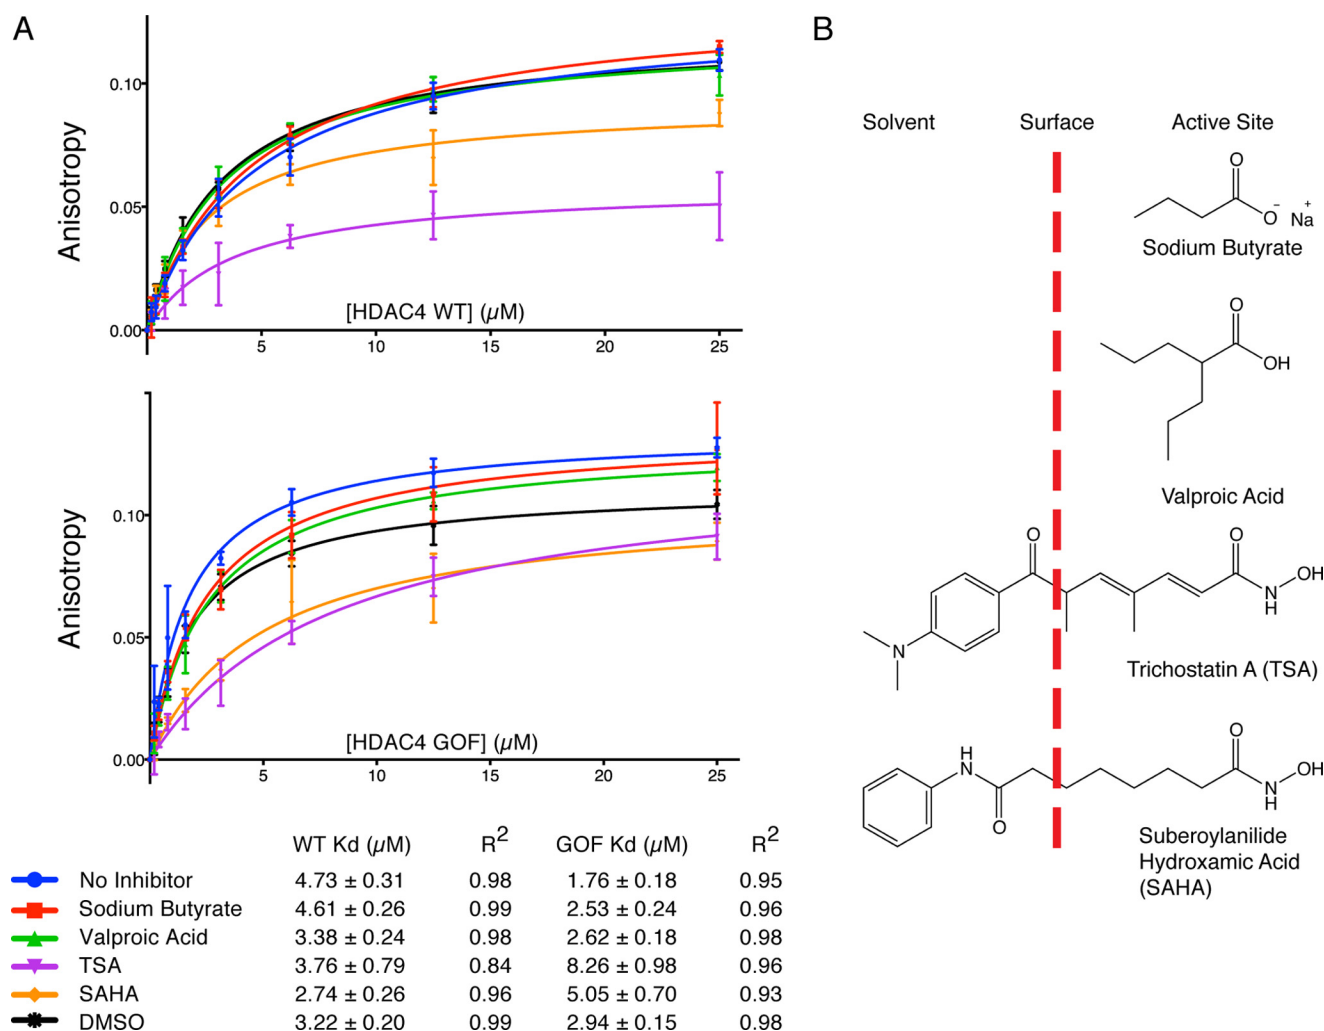 A
Anisotropy
0.10
0.05
0.00
[HDAC4 WT] (µM)
5 10 15 20 25
Anisotropy
0.10
0.05
0.00
[HDAC4 GOF] (µM)
5 10 15 20 25
WT Kd (µM) R² GOF Kd (µM) R²
No Inhibitor 4.73 ± 0.31 0.98 1.76 ± 0.18 0.95
Sodium Butyrate 4.61 ± 0.26 0.99 2.53 ± 0.24 0.96
Valproic Acid 3.38 ± 0.24 0.98 2.62 ± 0.18 0.98
TSA 3.76 ± 0.79 0.84 8.26 ± 0.98 0.96
SAHA 2.74 ± 0.26 0.96 5.05 ± 0.70 0.93
DMSO 3.22 ± 0.20 0.99 2.94 ± 0.15 0.98
B
Solvent Surface Active Site
O
O⁻ Na⁺
Sodium Butyrate
O
OH
Valproic Acid
O O
OH
N
H
N
Trichostatin A (TSA)
H
N
O
O
OH
N
H
Suberoylanilide
Hydroxamic Acid
(SAHA)